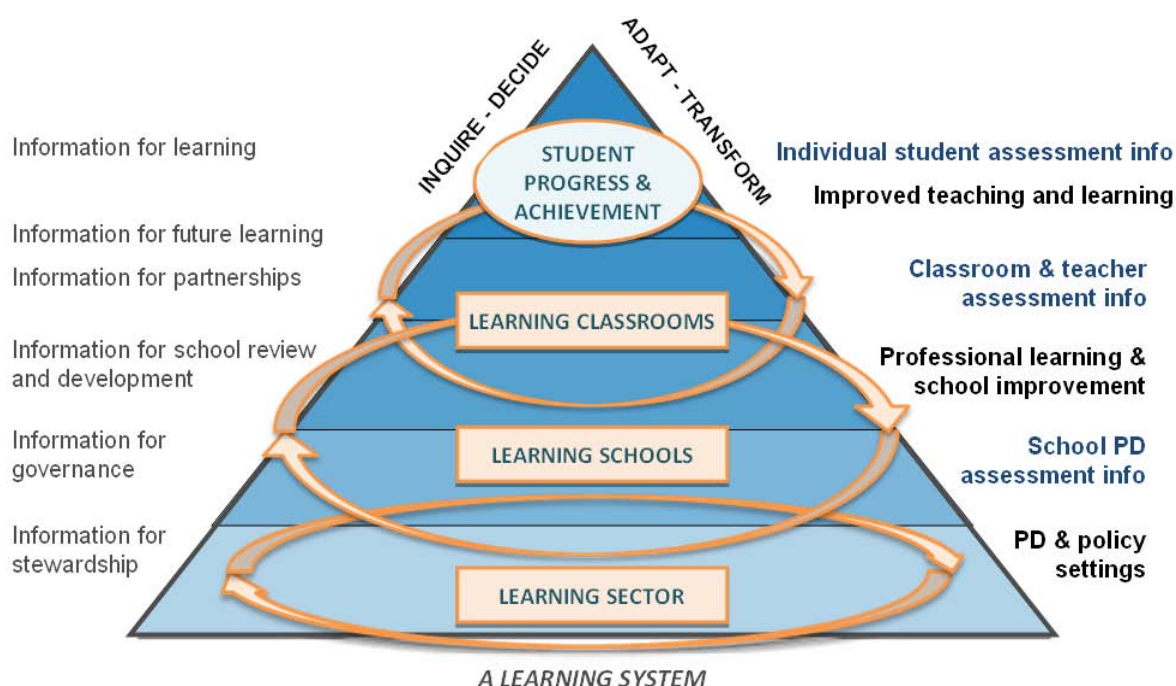 INQUIRE - DECIDE
ADAPT - TRANSFORM
Information for learning
STUDENT
PROGRESS &
ACHIEVEMENT
Individual student assessment info
Improved teaching and learning
Information for future learning
Information for partnerships
Classroom & teacher
assessment info
LEARNING CLASSROOMS
Information for school review
and development
Professional learning &
school improvement
Information for
governance
LEARNING SCHOOLS
School PD
assessment info
Information for
stewardship
PD & policy
settings
LEARNING SECTOR
A LEARNING SYSTEM